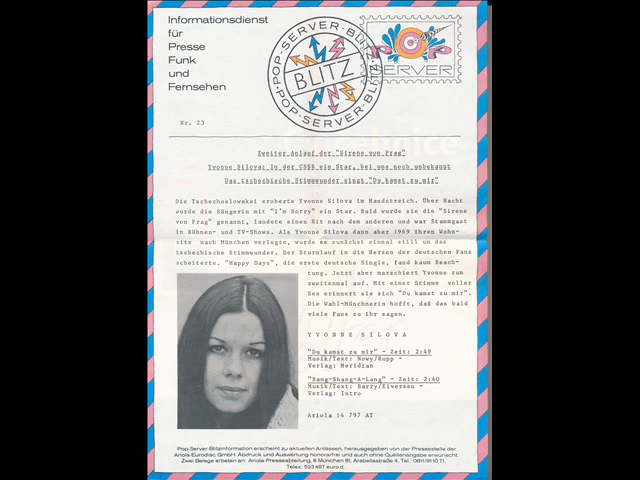 Informationsdienst
für
Presse
Funk
und
Fernsehen
POP-SERVER-BLITZ
POP-SERVER-BLITZ
BLITZ
POP
SERVER
Nr. 23
Zweiter Anlauf der "Sirene von Prag"
Yvonne Silova: In der CSSR ein Star, bei uns noch unbekannt
Das tschechische Stimmwunder singt "Du kamst zu mir"
Die Tschechoslowakei eroberte Yvonne Silova im Handstreich. Über Nacht
wurde die Sängerin mit "I'm Sorry" ein Star. Bald wurde sie die "Sirene
von Prag" genannt, landete einen Hit nach dem anderen und war Stammgast
in Bühnen- und TV-Shows. Als Yvonne Silova dann aber 1969 ihren Wohn-
sitz nach München verlegte, wurde es zunächst einmal still um das
tschechische Stimmwunder. Der Sturmlauf in die Herzen der deutschen Fans
scheiterte. "Happy Days", die erste deutsche Single, fand kaum Beach-
tung. Jetzt aber marschiert Yvonne zum
zweitenmal auf. Mit einer Stimme voller
Sex erinnert sie sich "Du kamst zu mir".
Die Wahl-Münchnerin hofft, daß das bald
viele Fans zu ihr sagen.
YVONNE SILOVA
"Du kamst zu mir" - Zeit: 2:49
Musik/Text: Nowy/Rupp -
Verlag: Meridian
"Sang-Shang-A-Lang" - Zeit: 2:40
Musik/Text: Barry/Elversen -
Verlag: Intro
Ariola 14 797 AT
Pop-Server-Blitzinformation erscheint zu aktuellen Anlässen, herausgegeben von der Pressestelle der
Ariola-Eurodisc GmbH. Abdruck und Auswertung honorarfrei und auch ohne Quellenangabe erwünscht.
Zwei Belege erbeten an: Ariola-Presseabteilung, 8 München 81, Arabellastraße 4. Tel.: 0811/91 10 71,
Telex: 523 487 euro d.